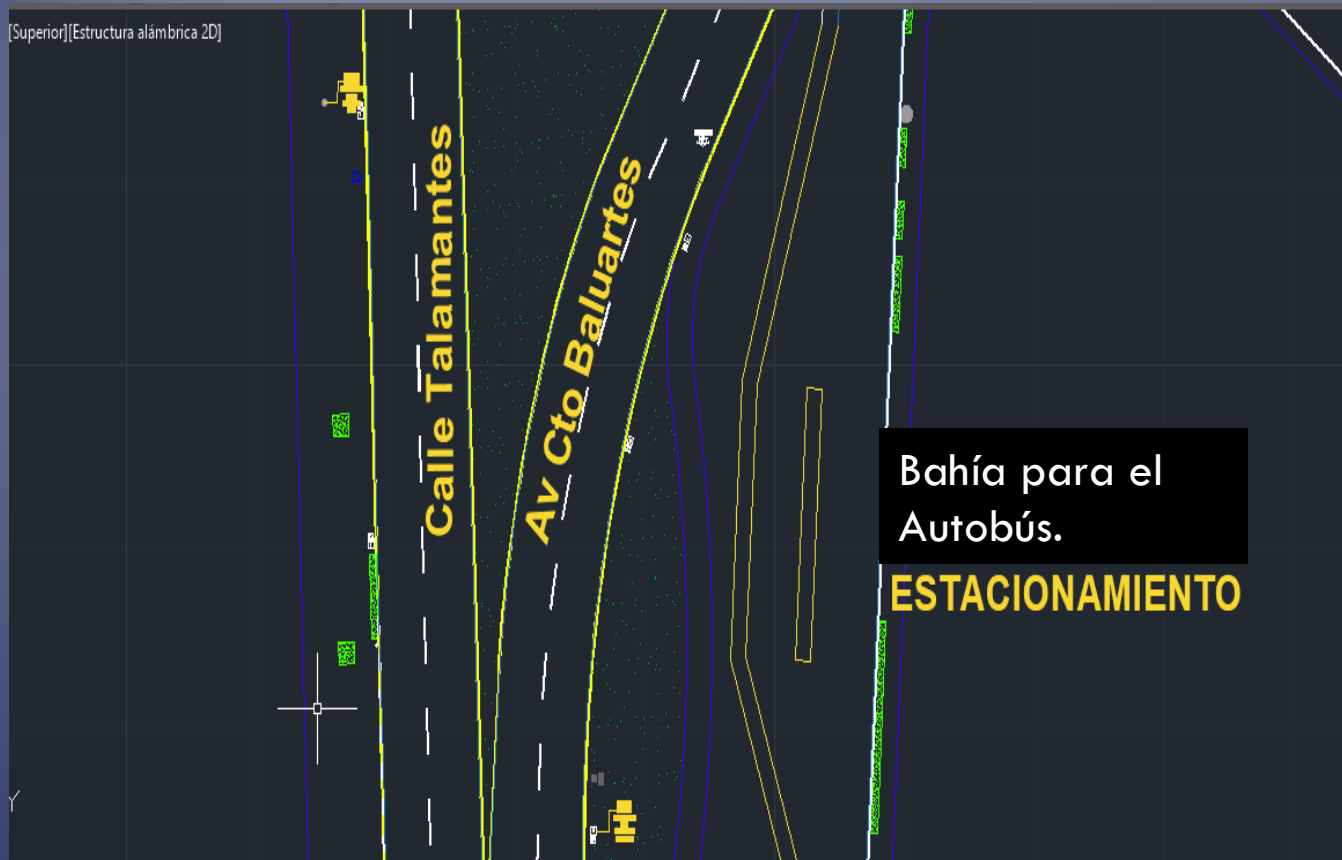 [Superior][Estructura alámbrica 2D]
Calle Talamantes
Av Cto Baluartes
Bahía para el
Autobús.
ESTACIONAMIENTO
Y